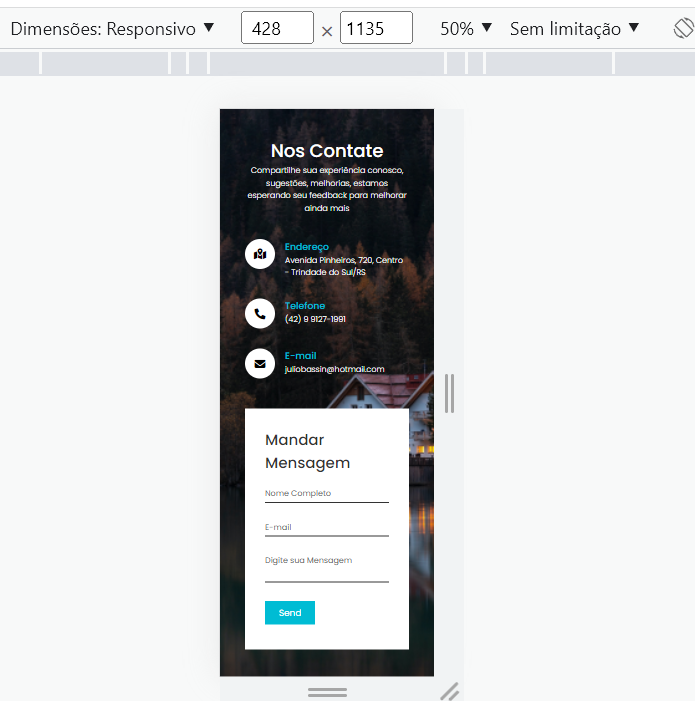 Dimensões: Responsivo ▼ 428 × 1135 50% ▼ Sem limitação ▼
Nos Contate
Compartilhe sua experiência conosco,
sugestões, melhorias, estamos
esperando seu feedback para melhorar
ainda mais
Endereço
Avenida Pinheiros, 720, Centro
- Trindade do Sul/RS
Telefone
(42) 9 9127-1991
E-mail
juliobassin@hotmail.com
Mandar
Mensagem
Nome Completo
E-mail
Digite sua Mensagem
Send